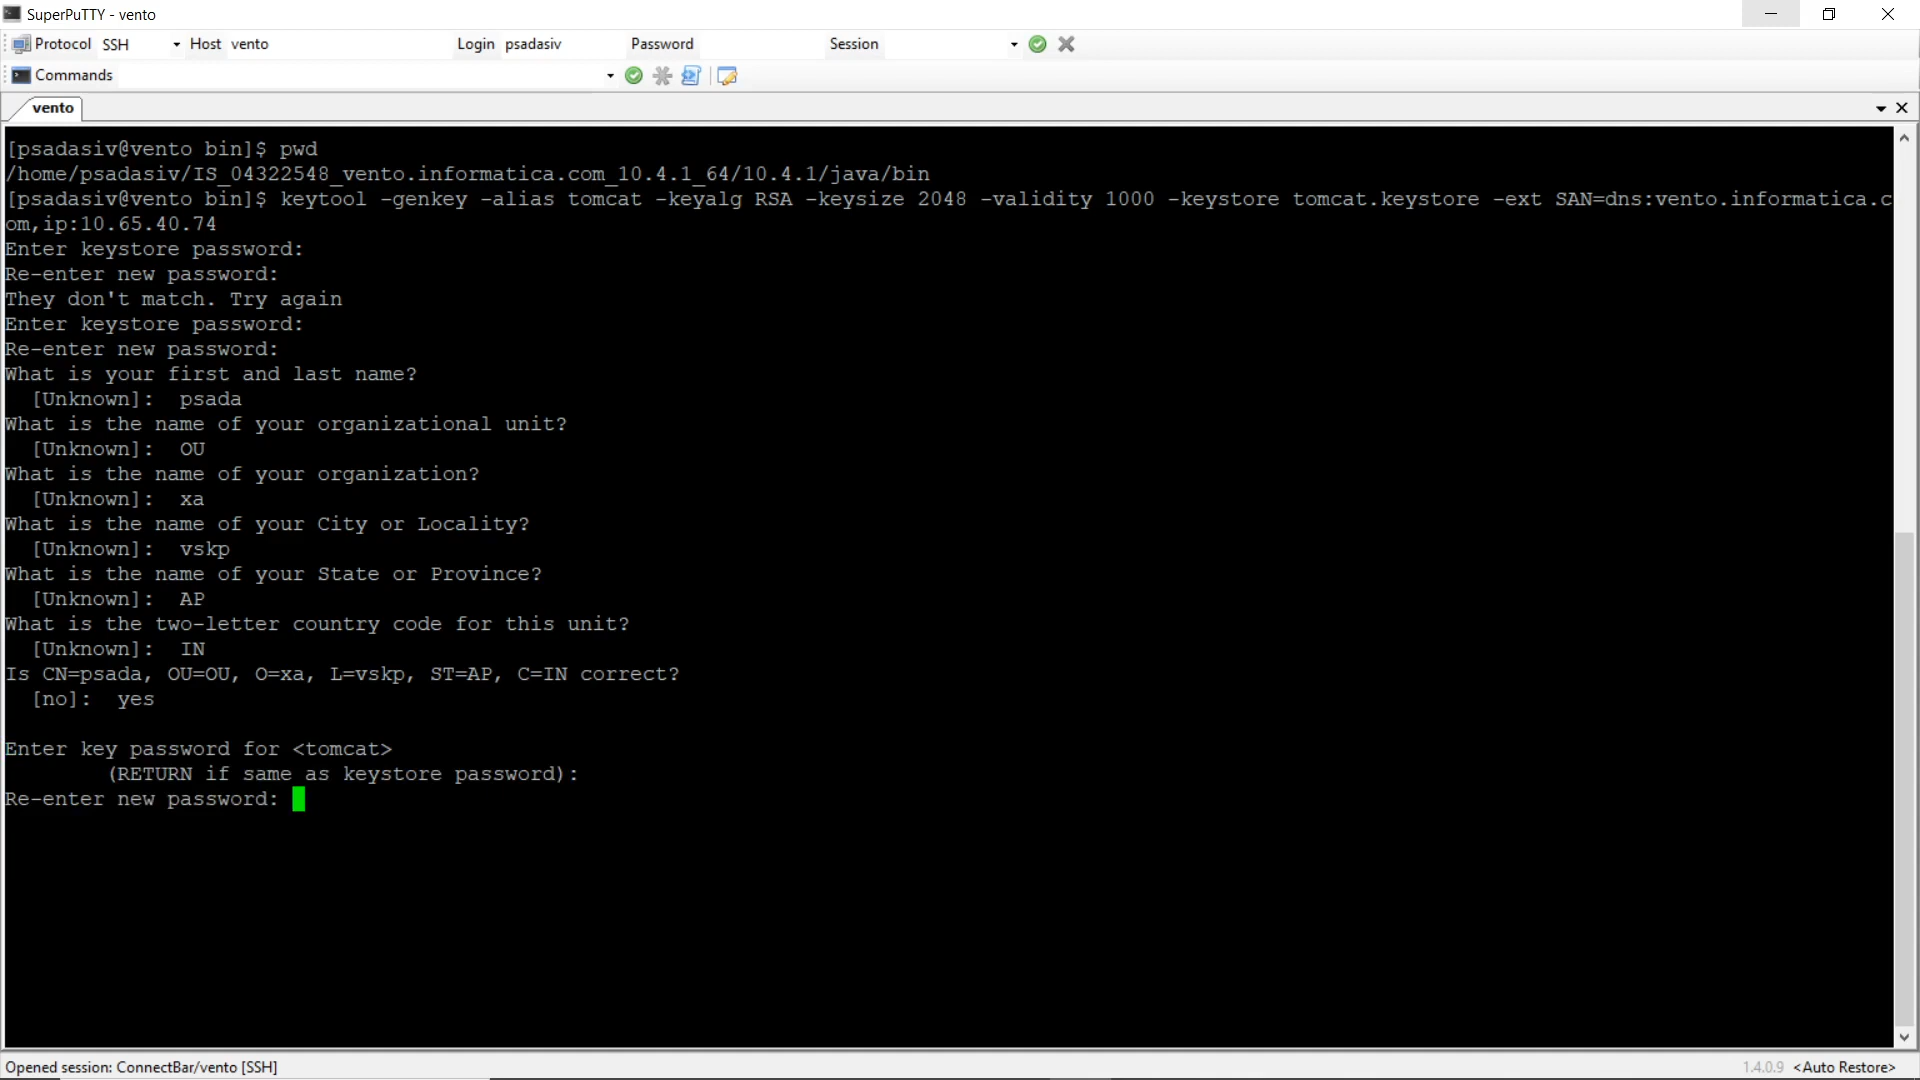 SuperPuTTY - vento
Protocol SSH Host vento Login psadasiv Password Session
Commands
vento
[psadasiv@vento bin]$ pwd
/home/psadasiv/IS_04322548_vento.informatica.com_10.4.1_64/10.4.1/java/bin
[psadasiv@vento bin]$ keytool -genkey -alias tomcat -keyalg RSA -keysize 2048 -validity 1000 -keystore tomcat.keystore -ext SAN=dns:vento.informatica.c
om,ip:10.65.40.74
Enter keystore password:
Re-enter new password:
They don't match. Try again
Enter keystore password:
Re-enter new password:
What is your first and last name?
  [Unknown]:  psada
What is the name of your organizational unit?
  [Unknown]:  OU
What is the name of your organization?
  [Unknown]:  xa
What is the name of your City or Locality?
  [Unknown]:  vskp
What is the name of your State or Province?
  [Unknown]:  AP
What is the two-letter country code for this unit?
  [Unknown]:  IN
Is CN=psada, OU=OU, O=xa, L=vskp, ST=AP, C=IN correct?
  [no]:  yes
Enter key password for <tomcat>
        (RETURN if same as keystore password):
Re-enter new password:
Opened session: ConnectBar/vento [SSH] 1.4.0.9 <Auto Restore>